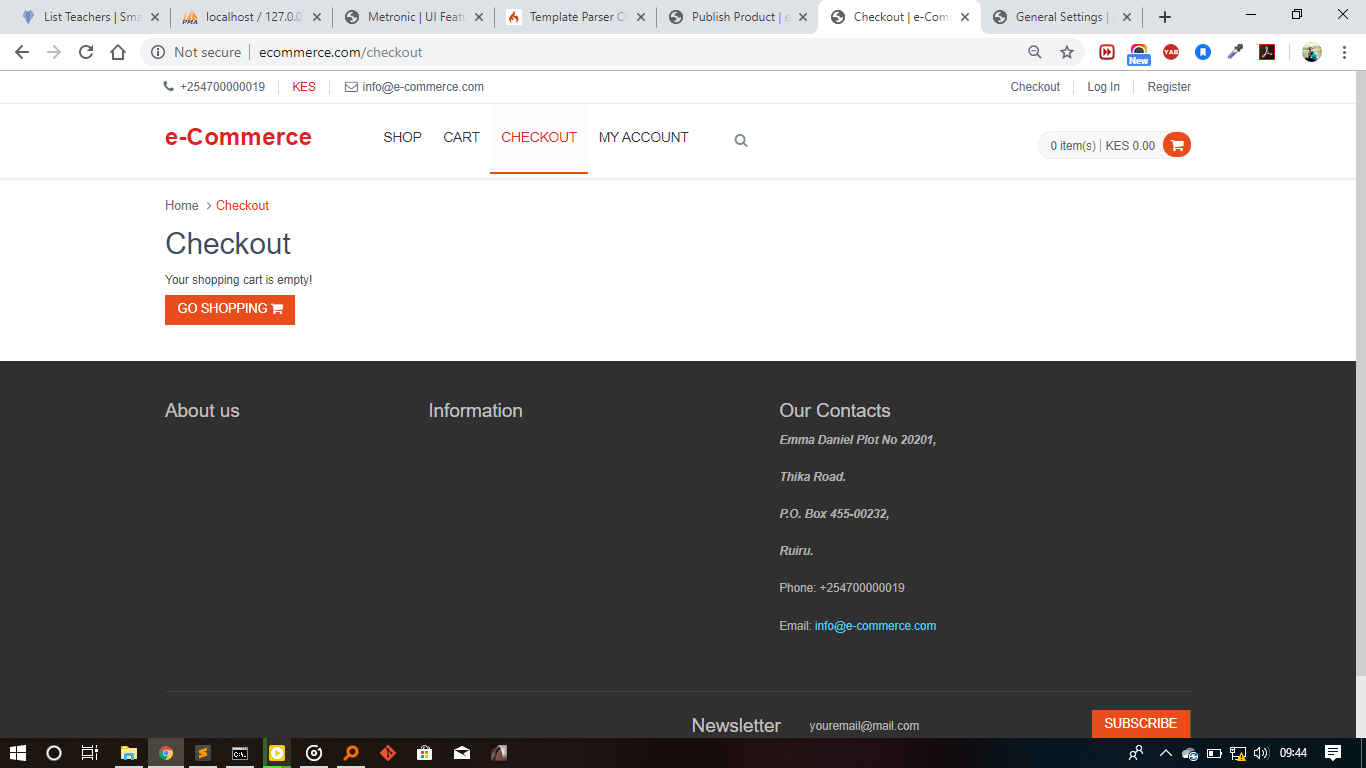 List Teachers | Sma
localhost / 127.0.0.
Metronic | UI Featu
Template Parser Cl
Publish Product | e
Checkout | e-Com
General Settings |
Not secure
ecommerce.com/checkout
YAB
New
+254700000019
KES
info@e-commerce.com
Checkout
Log In
Register
e-Commerce
SHOP
CART
CHECKOUT
MY ACCOUNT
0 item(s)
KES 0.00
Home > Checkout
Checkout
Your shopping cart is empty!
GO SHOPPING
About us
Information
Our Contacts
Emma Daniel Plot No 20201,
Thika Road.
P.O. Box 455-00232,
Ruiru.
Phone: +254700000019
Email: info@e-commerce.com
Newsletter
youremail@mail.com
SUBSCRIBE
09:44